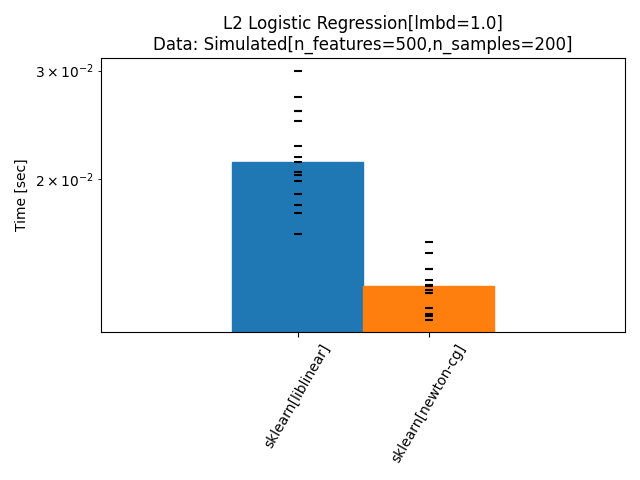 L2 Logistic Regression[lmbd=1.0]
Data: Simulated[n_features=500,n_samples=200]
3 × 10⁻²
2 × 10⁻²
Time [sec]
sklearn[liblinear]
sklearn[newton-cg]